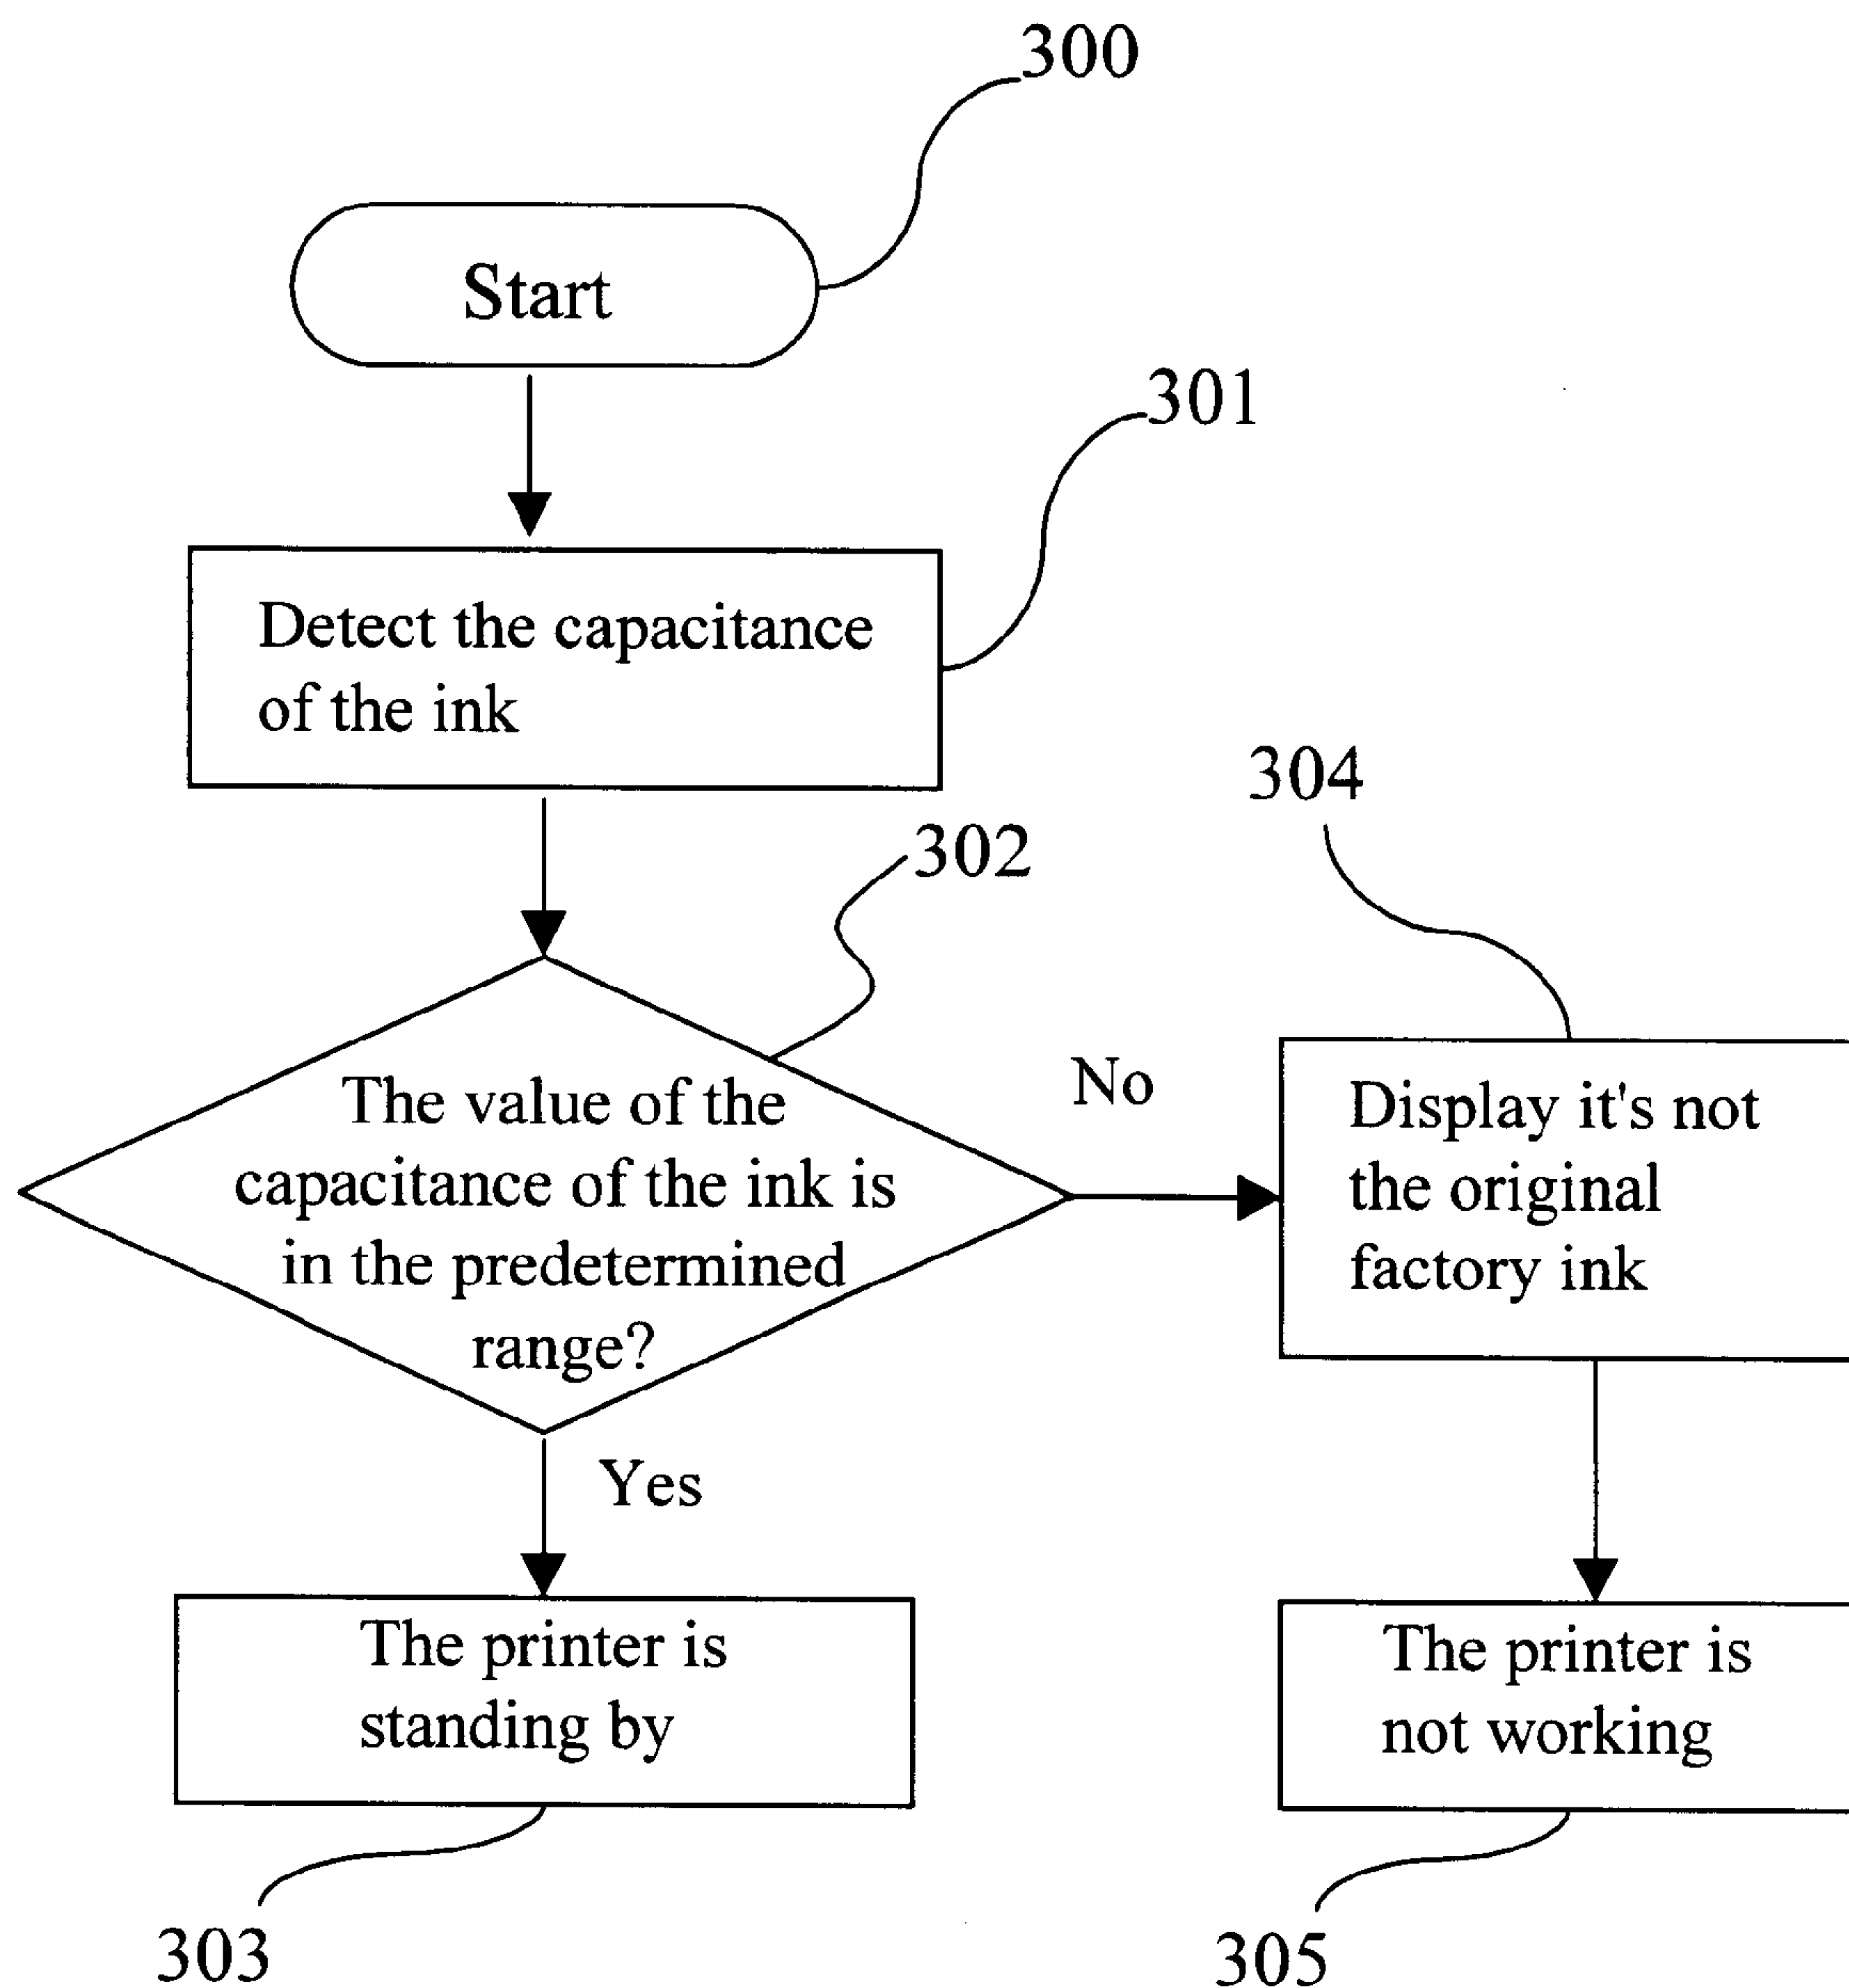 300
Start
301
Detect the capacitance
of the ink
302
304
The value of the
capacitance of the ink is
in the predetermined
range?
No
Display it's not
the original
factory ink
Yes
The printer is
standing by
The printer is
not working
303
305